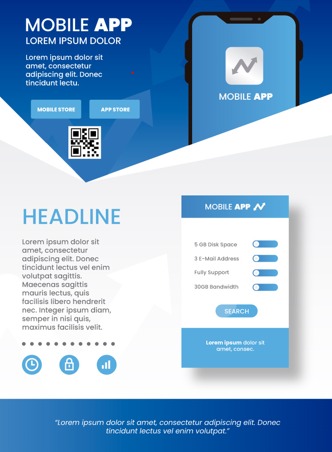 MOBILE APP
LOREM IPSUM DOLOR
Lorem ipsum dolor sit
amet, consectetur
adipiscing elit. Etiam
tincidunt lectu.
MOBILE STORE
APP STORE
MOBILE APP
HEADLINE
Lorem ipsum dolor sit
amet, consectetur
adipiscing elit. Etiam
tincidunt lectus vel enim
volutpat sagittis.
Maecenas sagittis
mauris lectus, quis
facilisis libero hendrerit
nec. Integer ipsum diam,
semper in nisi quis,
maximus facilisis velit.
MOBILE APP
5 GB Disk Space
3 E-Mail Address
Fully Support
30GB Bandwidth
SEARCH
Lorem ipsum dolor sit
amet, consec.
"Lorem ipsum dolor sit amet, consectetur adipiscing elit. Etiam
tincidunt lectus vel enim volutpat."